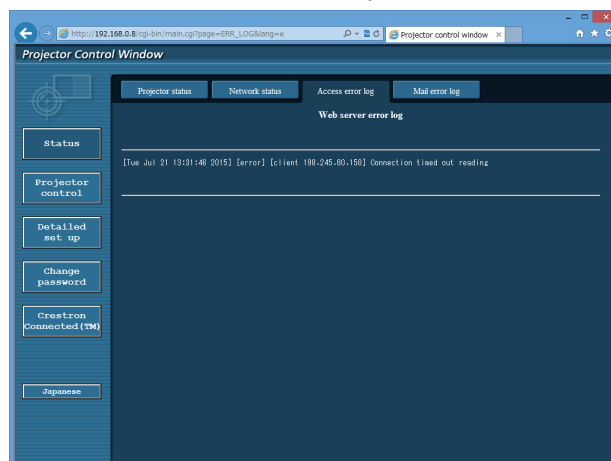 http://192.168.0.8/cgi-bin/main.cgi?page=ERR_LOG&lang=e
Projector control window
Projector Control Window
Projector status
Network status
Access error log
Mail error log
Web server error log
Status
[Tue Jul 21 13:31:46 2015] [error] [client 198.245.80.158] Connection timed out reading
Projector
control
Detailed
set up
Change
password
Crestron
Connected(TM)
Japanese